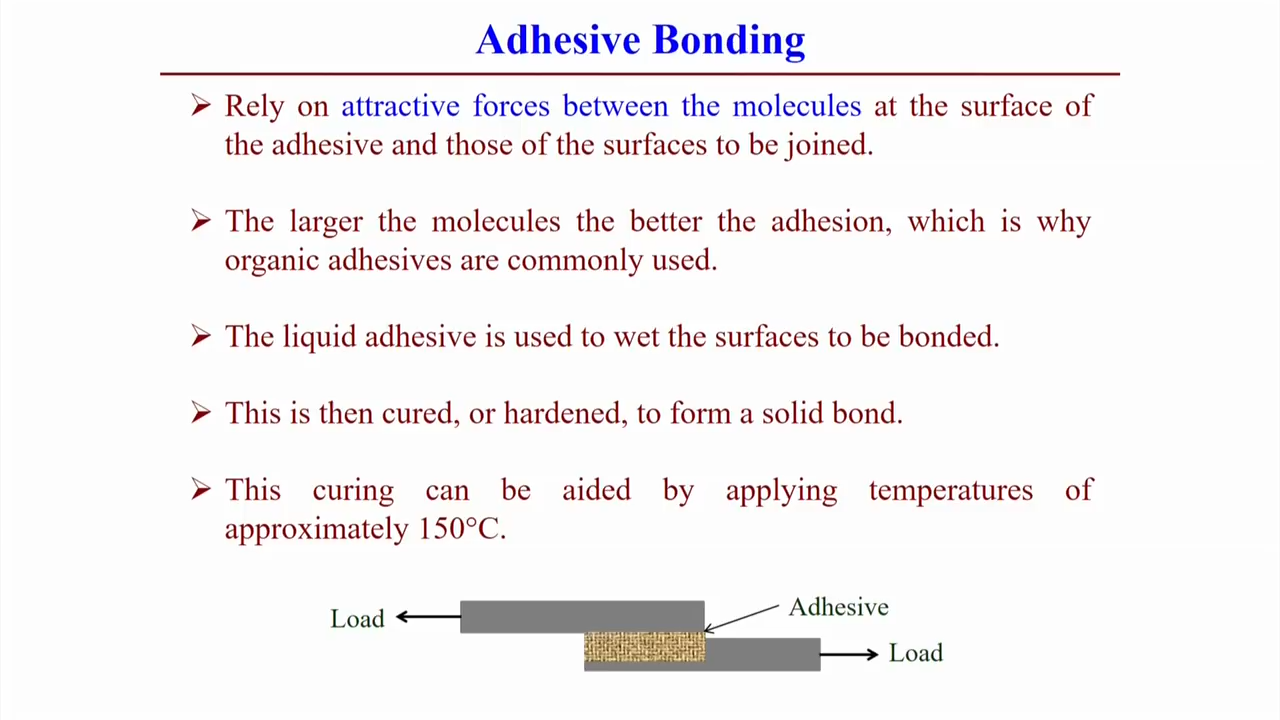 Adhesive Bonding
➢ Rely on attractive forces between the molecules at the surface of
the adhesive and those of the surfaces to be joined.
➢ The larger the molecules the better the adhesion, which is why
organic adhesives are commonly used.
➢ The liquid adhesive is used to wet the surfaces to be bonded.
➢ This is then cured, or hardened, to form a solid bond.
➢ This curing can be aided by applying temperatures of
approximately 150°C.
Adhesive
Load
Load